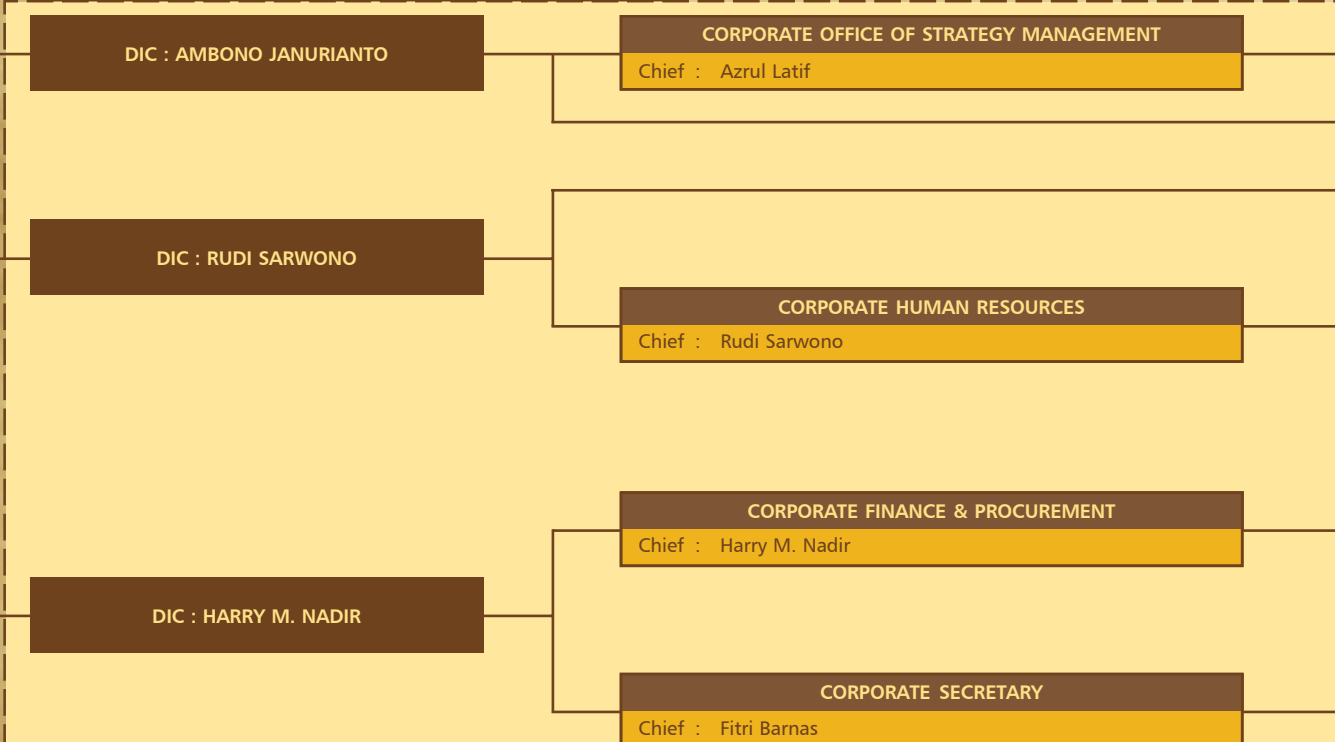 DIC : AMBONO JANURIANTO
CORPORATE OFFICE OF STRATEGY MANAGEMENT
Chief : Azrul Latif
DIC : RUDI SARWONO
CORPORATE HUMAN RESOURCES
Chief : Rudi Sarwono
CORPORATE FINANCE & PROCUREMENT
Chief : Harry M. Nadir
DIC : HARRY M. NADIR
CORPORATE SECRETARY
Chief : Fitri Barnas